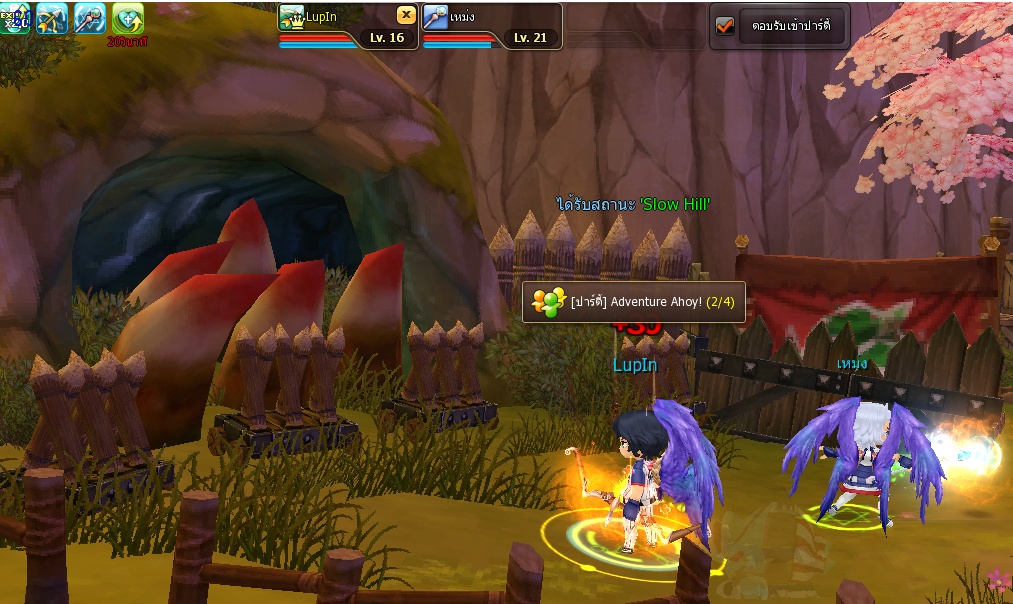 LupIn
Lv. 16
เหม่ง
Lv. 21
ตอบรับเข้าปาร์ตี้
20วินาที
ได้รับสถานะ 'Slow Hill'
[ปาร์ตี้] Adventure Ahoy! (2/4)
+39
LupIn
เหม่ง